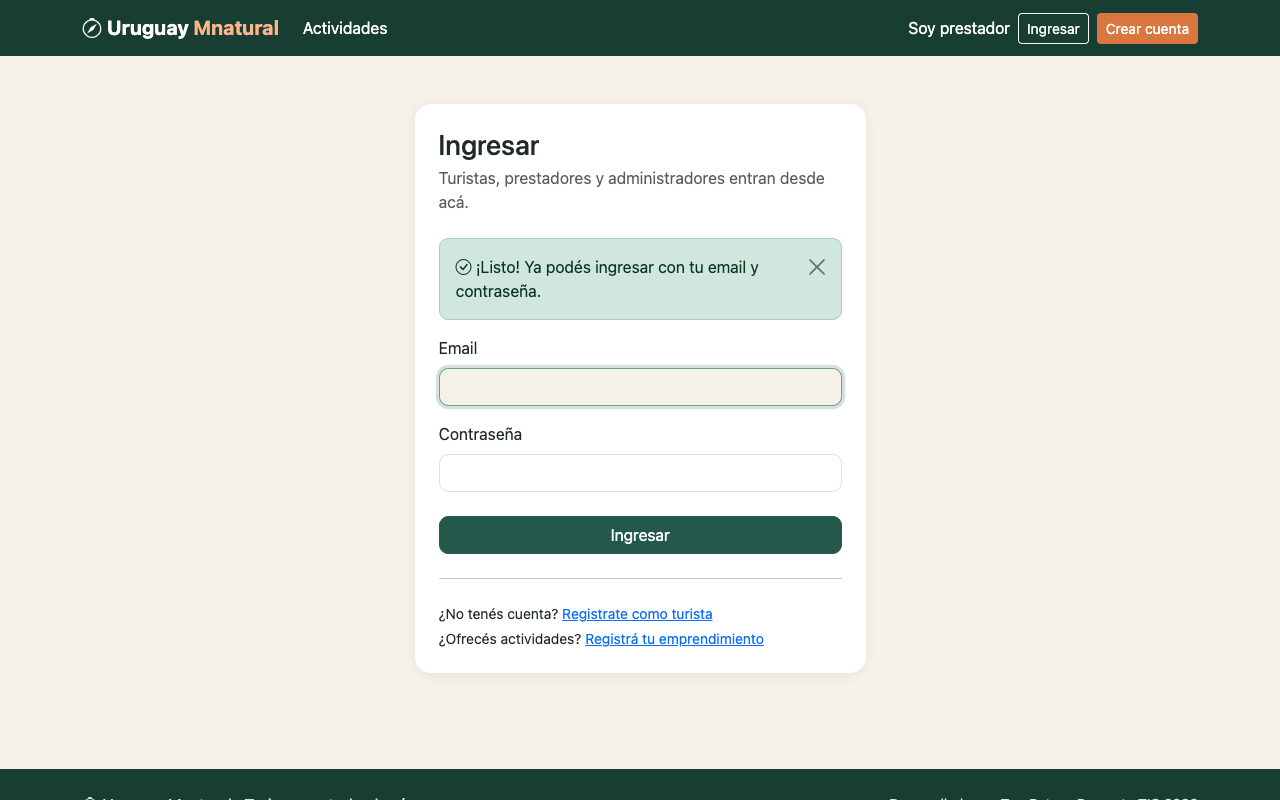 Uruguay Mnatural
Actividades
Soy prestador
Ingresar
Crear cuenta
Ingresar
Turistas, prestadores y administradores entran desde
acá.
¡Listo! Ya podés ingresar con tu email y
contraseña.
Email
Contraseña
Ingresar
¿No tenés cuenta? Registrate como turista
¿Ofrecés actividades? Registrá tu emprendimiento